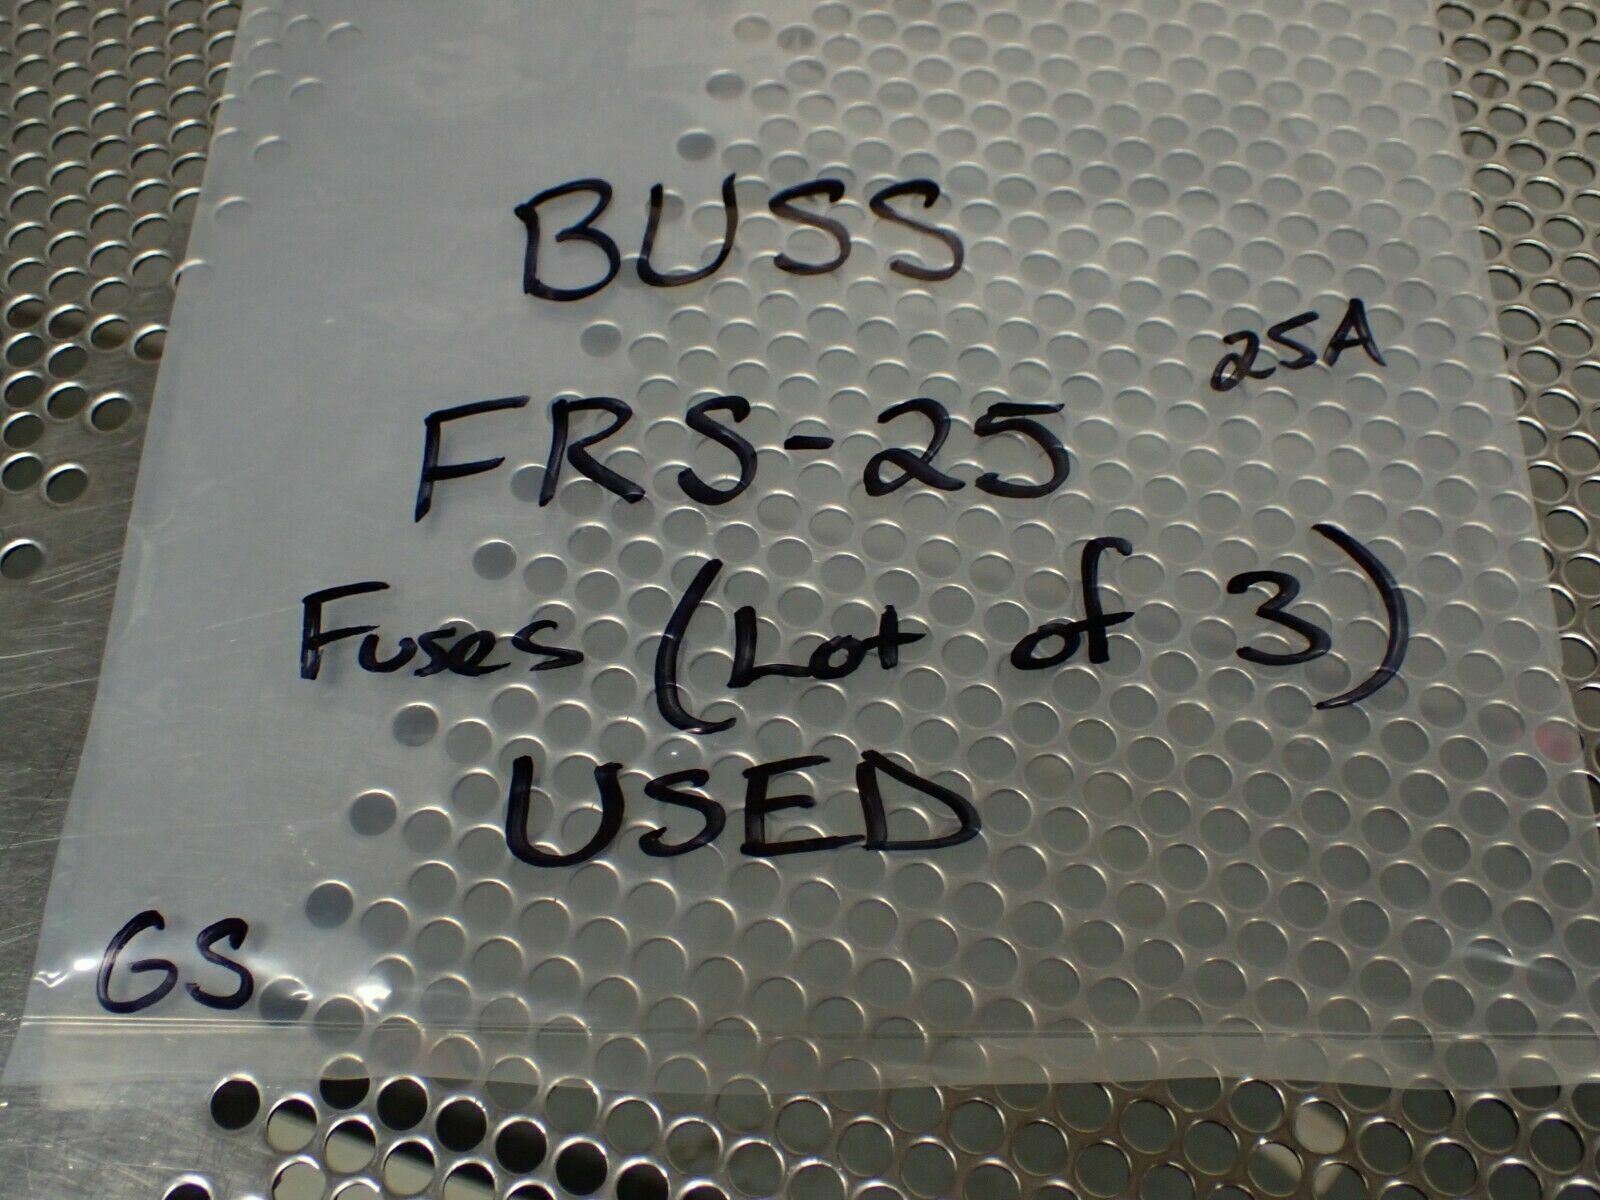 BUSS
25A
FRS-25
Fuses (Lot of 3)
USED
GS